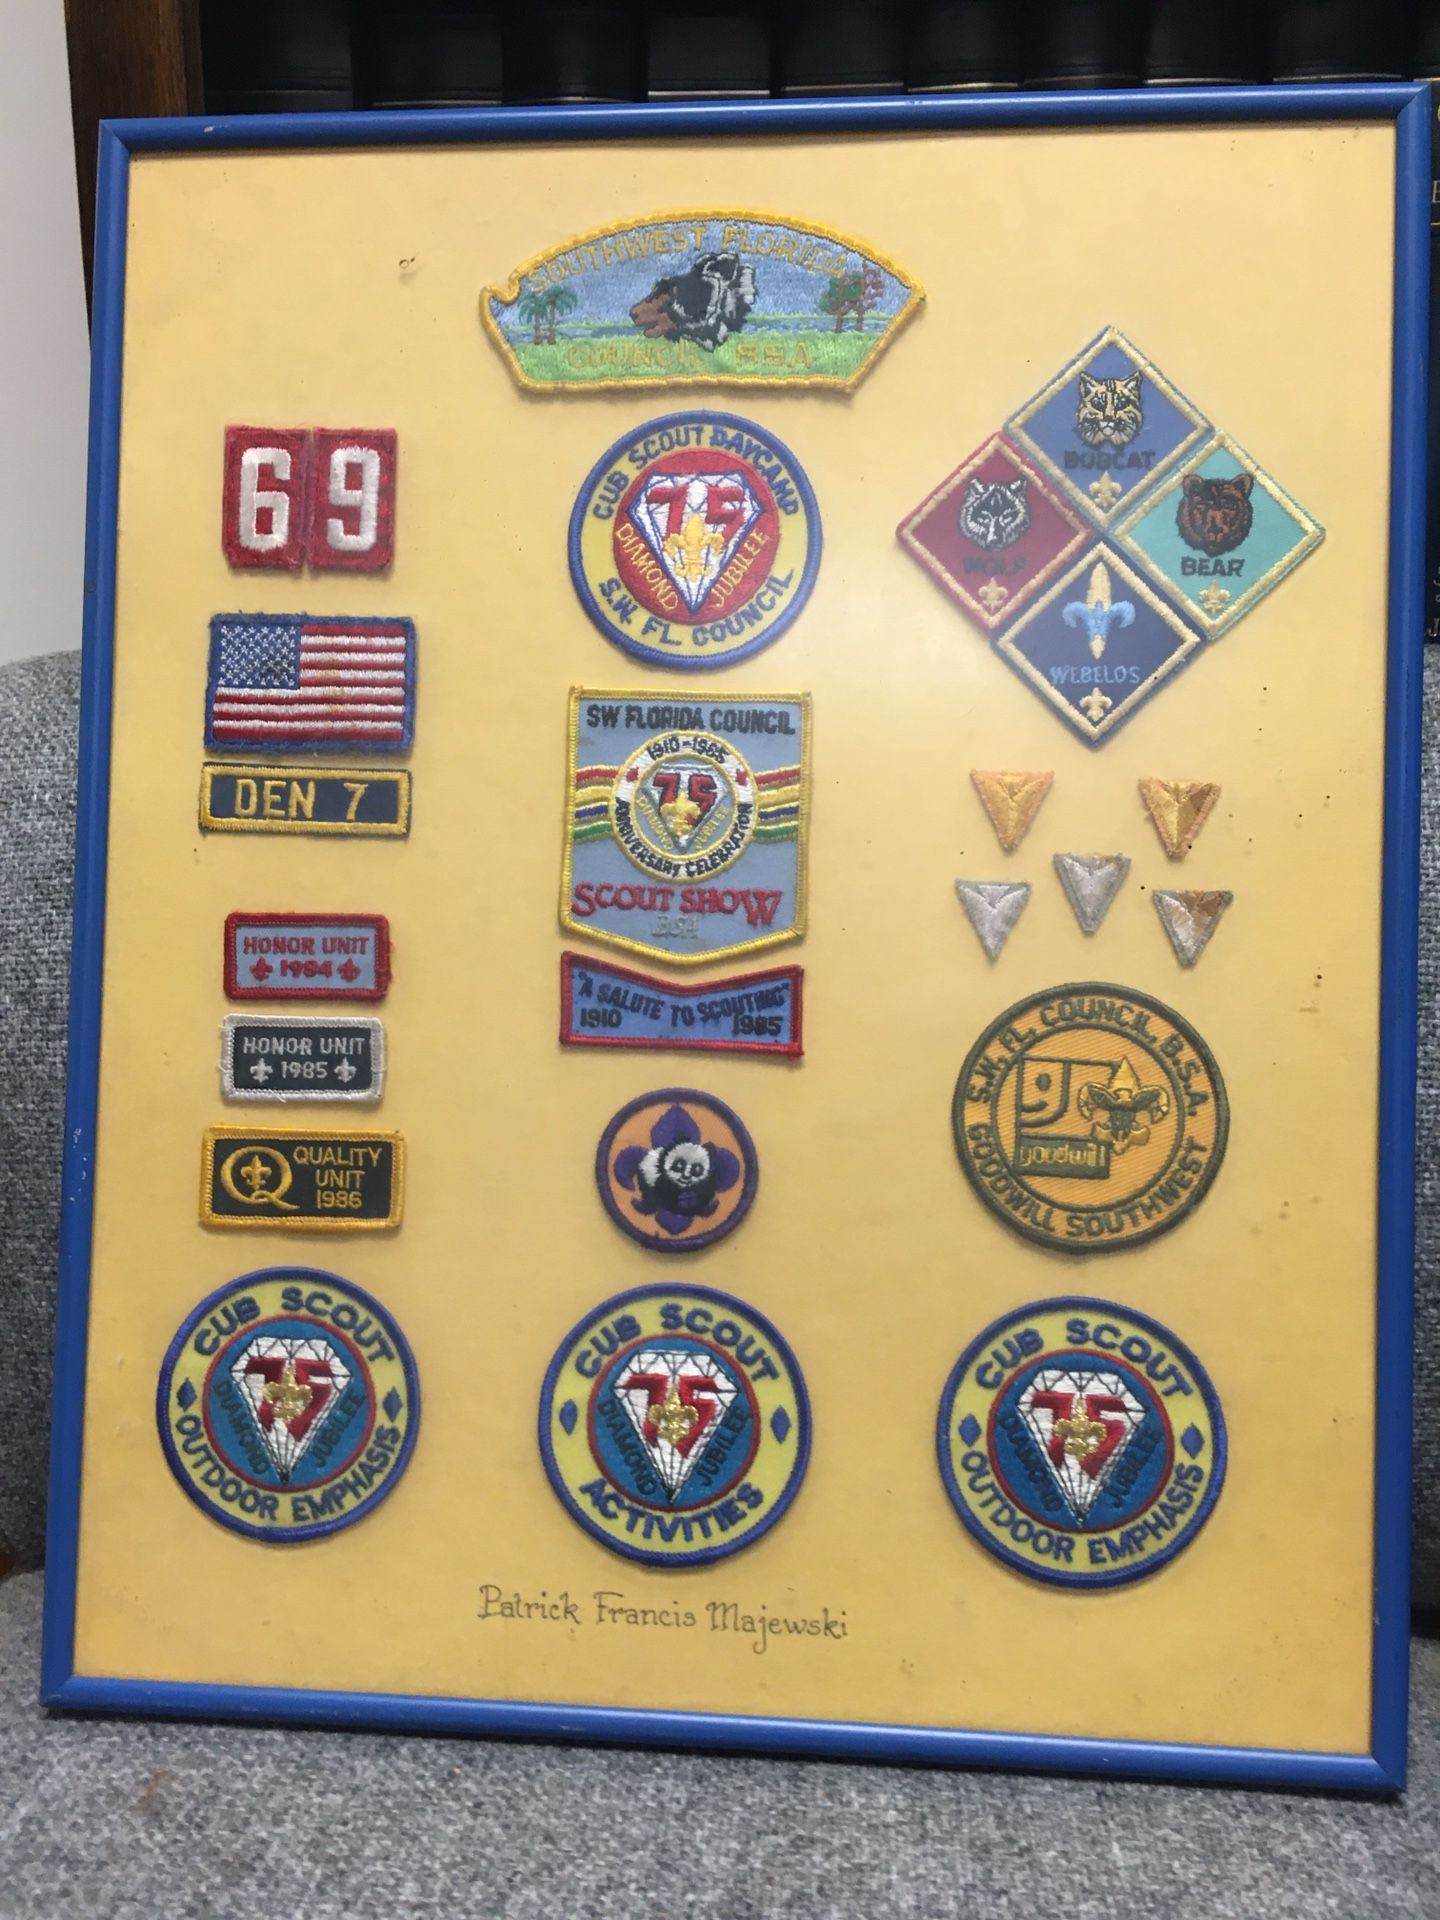 SOUTHWEST FLORIDA
COUNCIL BSA
69
DEN 7
HONOR UNIT
1984
HONOR UNIT
1985
Q QUALITY
UNIT
1986
CUB SCOUT DAYCAMP
75
DIAMOND JUBILEE
S.W. FL. COUNCIL
SW FLORIDA COUNCIL
1910-1985
75
DIAMOND JUBILEE
ANNIVERSARY CELEBRATION
SCOUT SHOW
BSA
"A SALUTE TO SCOUTING"
1910 1985
BOBCAT
WOLF
BEAR
WEBELOS
S.W. FL. COUNCIL, B.S.A.
goodwill
GOODWILL SOUTHWEST
CUB SCOUT
75
DIAMOND JUBILEE
OUTDOOR EMPHASIS
CUB SCOUT
75
DIAMOND JUBILEE
ACTIVITIES
CUB SCOUT
75
DIAMOND JUBILEE
OUTDOOR EMPHASIS
Patrick Francis Majewski